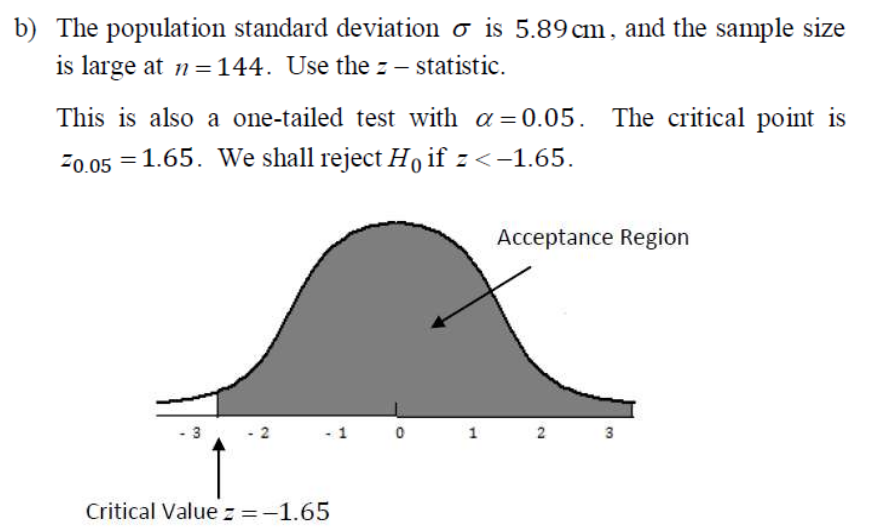 b) The population standard deviation σ is 5.89 cm, and the sample size
is large at n = 144. Use the z – statistic.
This is also a one-tailed test with α = 0.05. The critical point is
z₀.₀₅ = 1.65. We shall reject H₀ if z < −1.65.
Acceptance Region
- 3 - 2 - 1 0 1 2 3
Critical Value z = −1.65